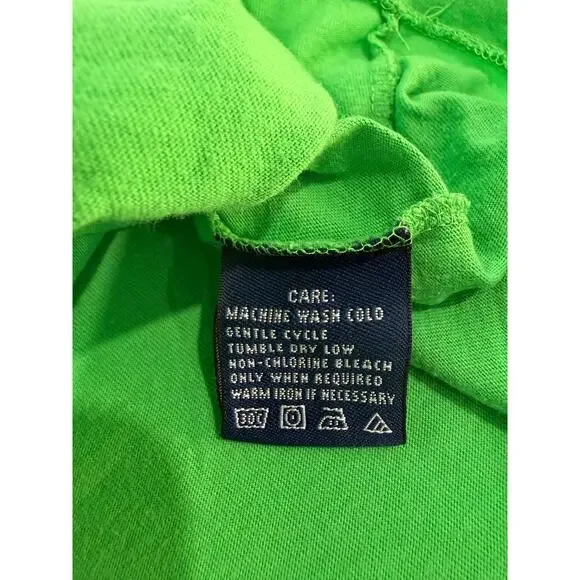 CARE:
MACHINE WASH COLD
GENTLE CYCLE
TUMBLE DRY LOW
NON-CHLORINE BLEACH
ONLY WHEN REQUIRED
WARM IRON IF NECESSARY
30C